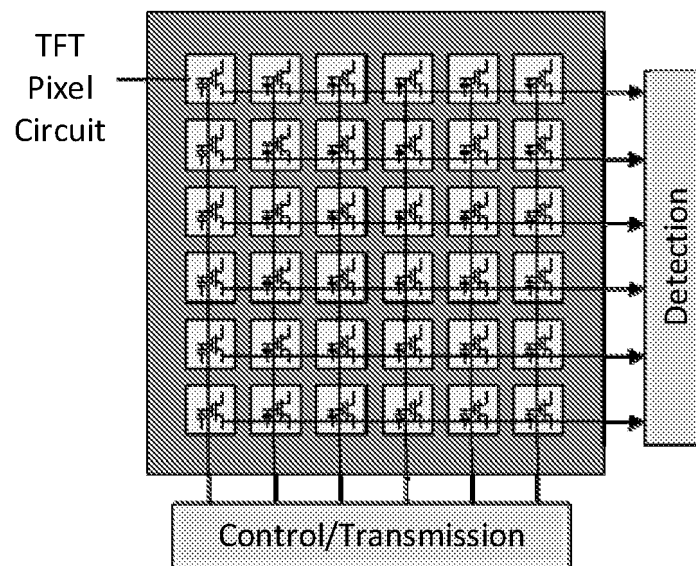 TFT
Pixel
Circuit
Detection
Control/Transmission